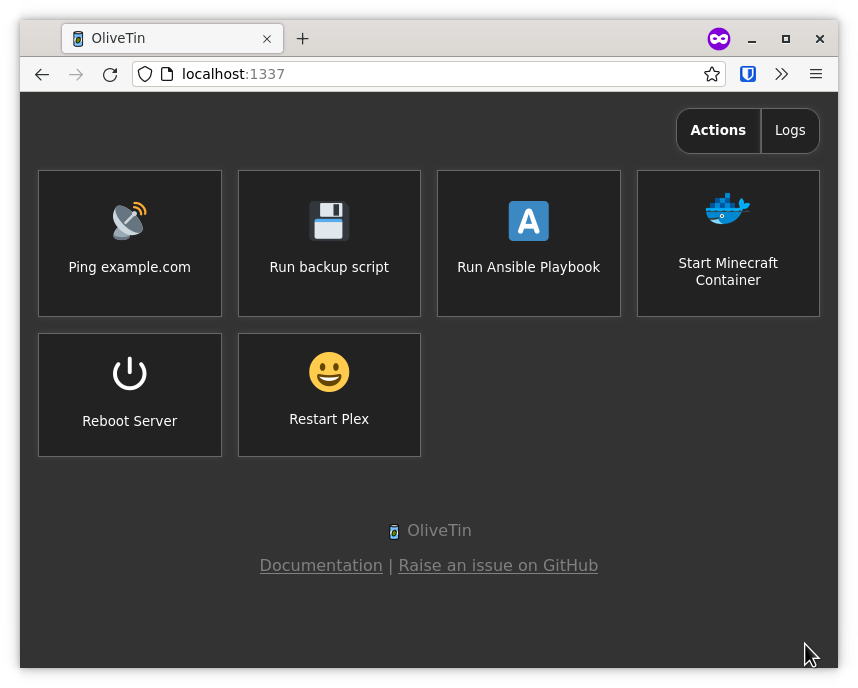 OliveTin
localhost:1337
Actions Logs
Ping example.com
Run backup script
Run Ansible Playbook
Start Minecraft
Container
Reboot Server
Restart Plex
OliveTin
Documentation | Raise an issue on GitHub